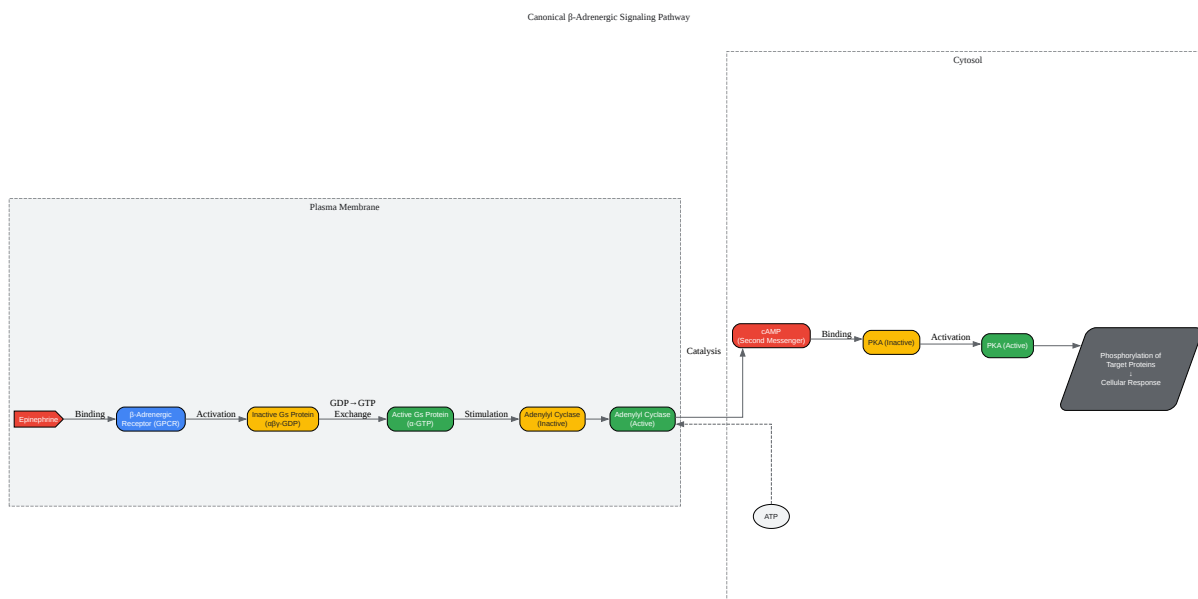 Canonical β-Adrenergic Signaling Pathway
Cytosol
Plasma Membrane
Epinephrine
Binding
β-Adrenergic
Receptor (GPCR)
Activation
Inactive Gs Protein
(αβγ-GDP)
GDP→GTP
Exchange
Active Gs Protein
(α-GTP)
Stimulation
Adenylyl Cyclase
(Inactive)
Adenylyl Cyclase
(Active)
Catalysis
cAMP
(Second Messenger)
Binding
PKA (Inactive)
Activation
PKA (Active)
Phosphorylation of
Target Proteins
↓
Cellular Response
ATP